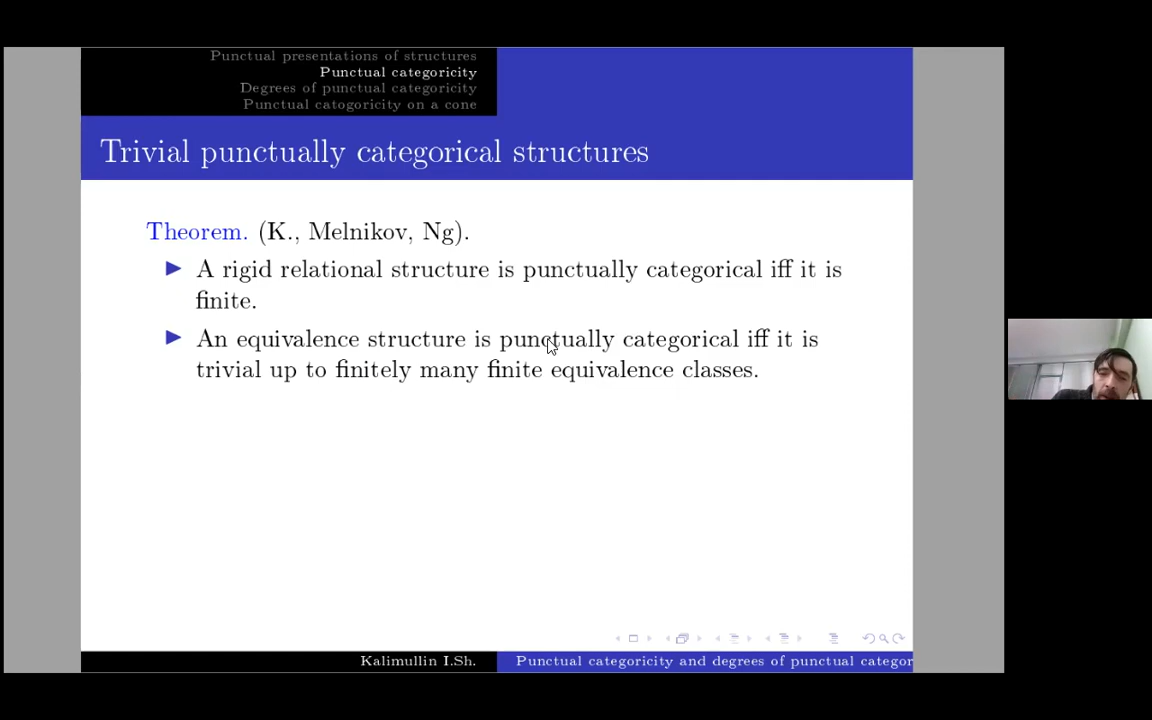 Punctual presentations of structures
Punctual categoricity
Degrees of punctual categoricity
Punctual catogoricity on a cone
Trivial punctually categorical structures
Theorem. (K., Melnikov, Ng).
A rigid relational structure is punctually categorical iff it is
finite.
An equivalence structure is punctually categorical iff it is
trivial up to finitely many finite equivalence classes.
Kalimullin I.Sh.
Punctual categoricity and degrees of punctual categor